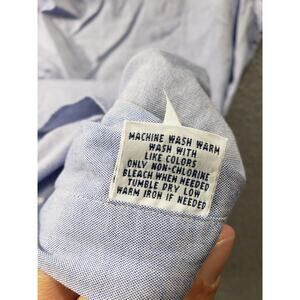 MACHINE WASH WARM
WASH WITH
LIKE COLORS
ONLY NON-CHLORINE
BLEACH WHEN NEEDED
TUMBLE DRY LOW
WARM IRON IF NEEDED